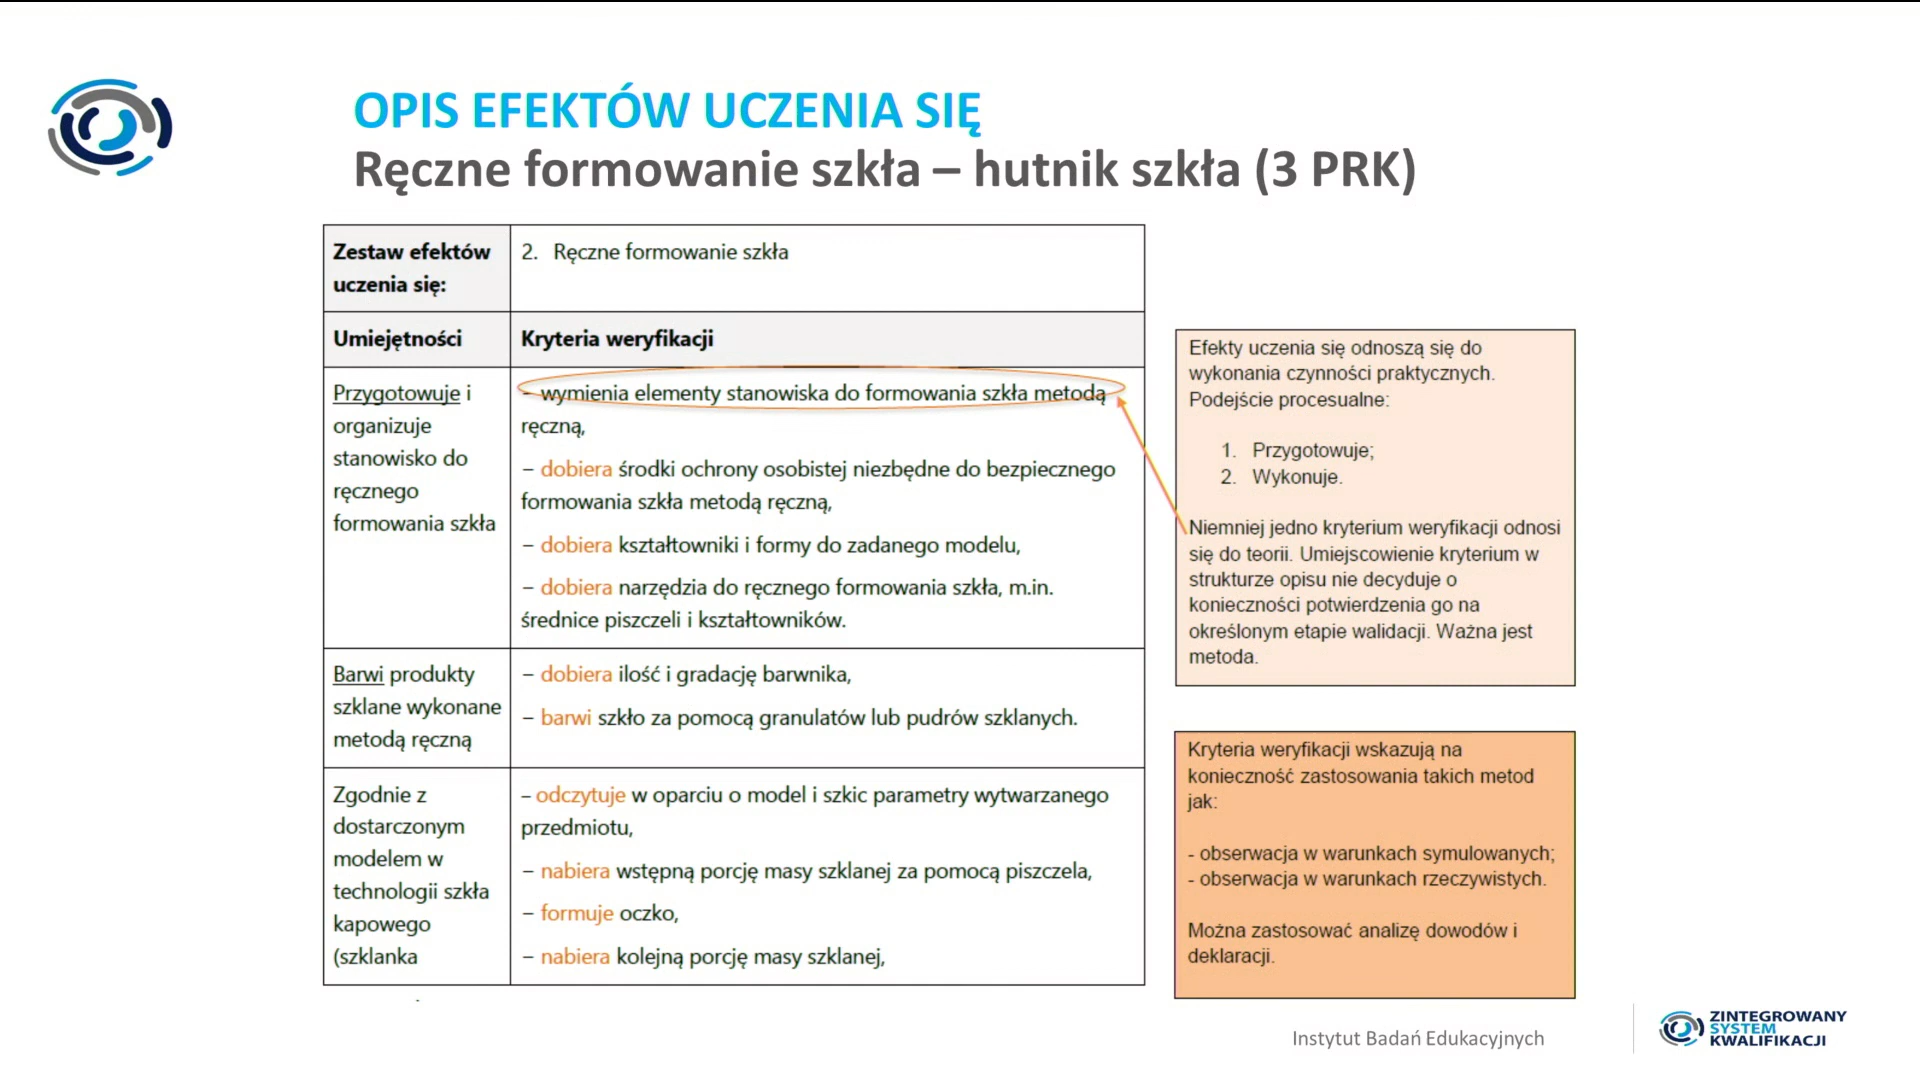 OPIS EFEKTÓW UCZENIA SIĘ
Ręczne formowanie szkła – hutnik szkła (3 PRK)
Zestaw efektów
uczenia się:
2. Ręczne formowanie szkła
Umiejętności
Kryteria weryfikacji
Przygotowuje i
organizuje
stanowisko do
ręcznego
formowania szkła
– wymienia elementy stanowiska do formowania szkła metodą
ręczną,
– dobiera środki ochrony osobistej niezbędne do bezpiecznego
formowania szkła metodą ręczną,
– dobiera kształtowniki i formy do zadanego modelu,
– dobiera narzędzia do ręcznego formowania szkła, m.in.
średnice piszczeli i kształtowników.
Barwi produkty
szklane wykonane
metodą ręczną
– dobiera ilość i gradację barwnika,
– barwi szkło za pomocą granulatów lub pudrów szklanych.
Zgodnie z
dostarczonym
modelem w
technologii szkła
kapowego
(szklanka
– odczytuje w oparciu o model i szkic parametry wytwarzanego
przedmiotu,
– nabiera wstępną porcję masy szklanej za pomocą piszczela,
– formuje oczko,
– nabiera kolejną porcję masy szklanej,
Efekty uczenia się odnoszą się do
wykonania czynności praktycznych.
Podejście procesualne:
1. Przygotowuje;
2. Wykonuje.
Niemniej jedno kryterium weryfikacji odnosi
się do teorii. Umiejscowienie kryterium w
strukturze opisu nie decyduje o
konieczności potwierdzenia go na
określonym etapie walidacji. Ważna jest
metoda.
Kryteria weryfikacji wskazują na
konieczność zastosowania takich metod
jak:
- obserwacja w warunkach symulowanych;
- obserwacja w warunkach rzeczywistych.
Można zastosować analizę dowodów i
deklaracji.
Instytut Badań Edukacyjnych
ZINTEGROWANY
SYSTEM
KWALIFIKACJI